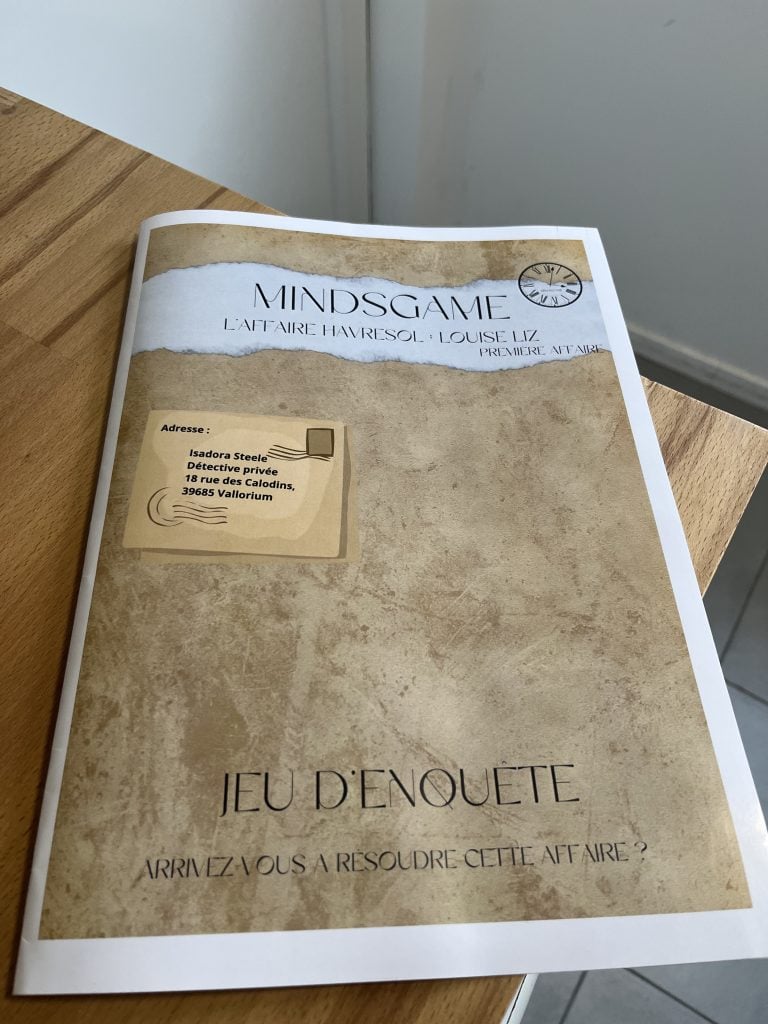 MINDSGAME
L'AFFAIRE HAVRESOL : LOUISE LIZ
PREMIERE AFFAIRE
Adresse :
Isadora Steele
Détective privée
18 rue des Calodins,
39685 Vallorium
JEU D'ENQUÊTE
ARRIVEZ-VOUS A RESOUDRE CETTE AFFAIRE ?